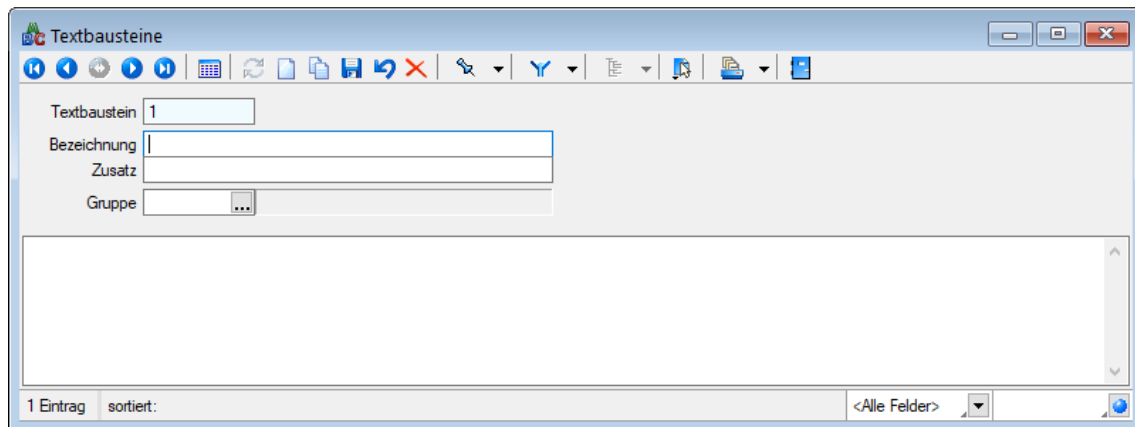 Textbausteine
Textbaustein 1
Bezeichnung
Zusatz
Gruppe ...
1 Eintrag sortiert: <Alle Felder>